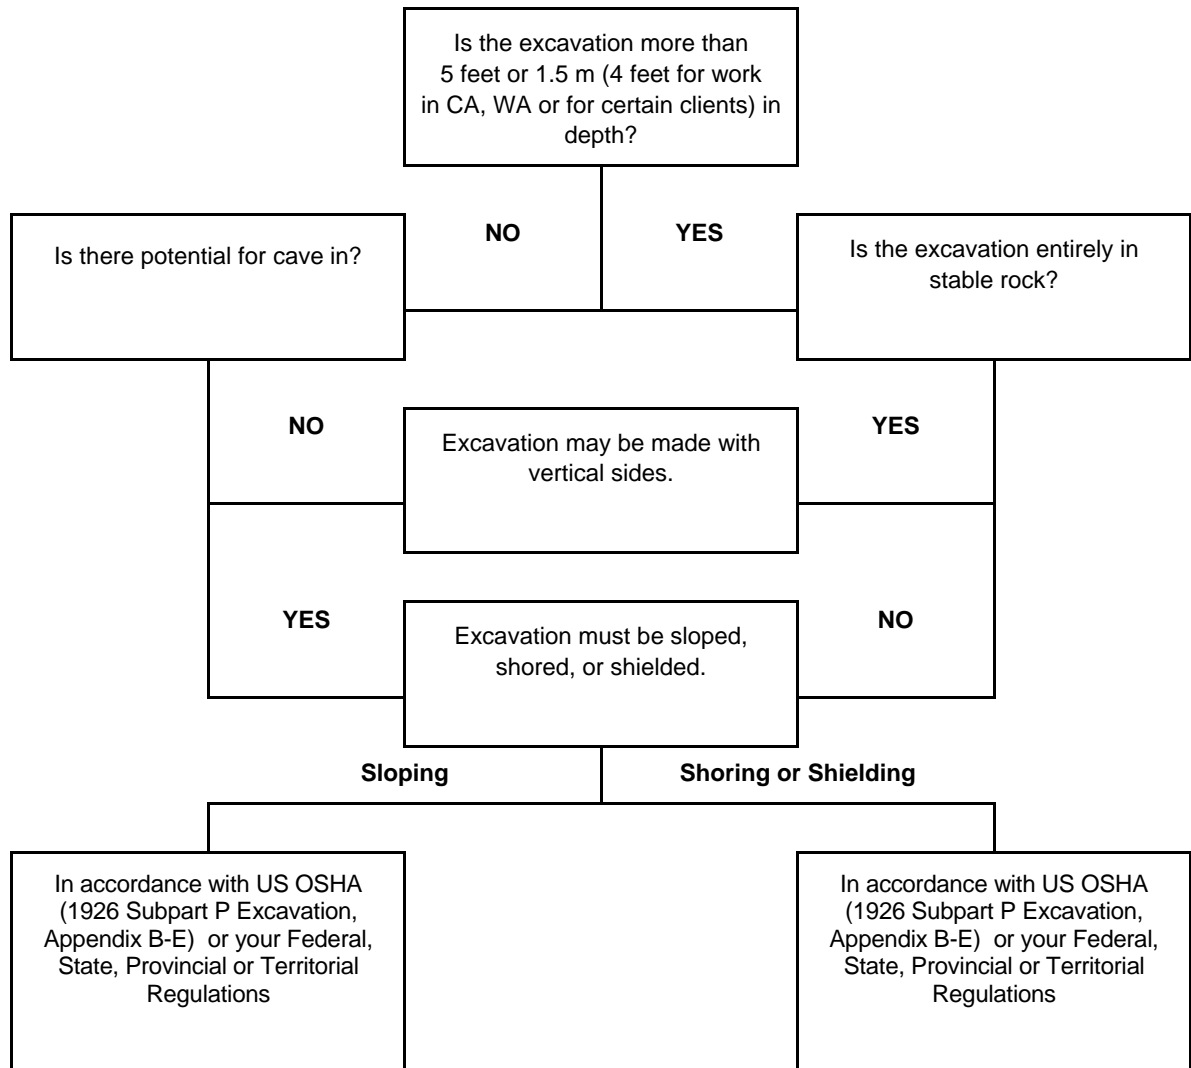 Is the excavation more than
5 feet or 1.5 m (4 feet for work
in CA, WA or for certain clients) in
depth?
NO
YES
Is there potential for cave in?
Is the excavation entirely in
stable rock?
NO
Excavation may be made with
vertical sides.
YES
YES
Excavation must be sloped,
shored, or shielded.
NO
Sloping
Shoring or Shielding
In accordance with US OSHA
(1926 Subpart P Excavation,
Appendix B-E)  or your Federal,
State, Provincial or Territorial
Regulations
In accordance with US OSHA
(1926 Subpart P Excavation,
Appendix B-E)  or your Federal,
State, Provincial or Territorial
Regulations